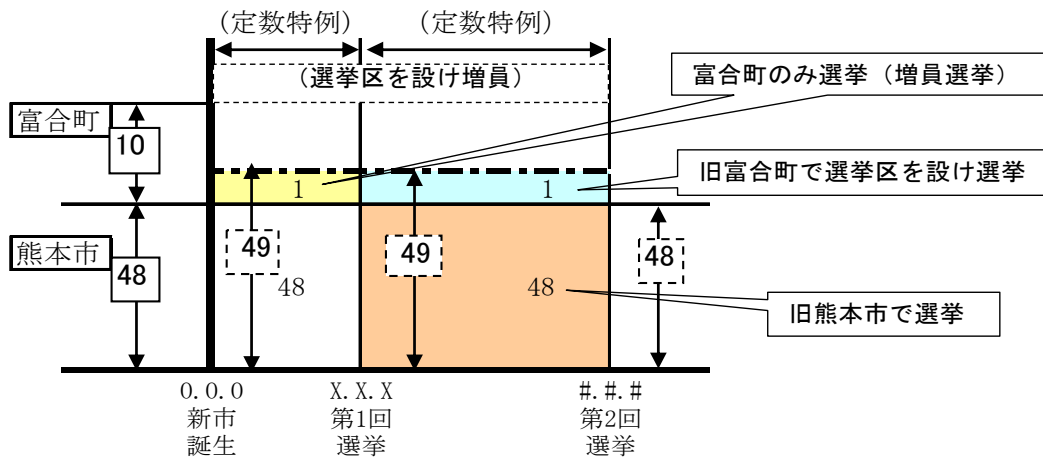 (定数特例)
(定数特例)
(選挙区を設け増員)
富合町のみ選挙（増員選挙）
富合町
10
1
1
旧富合町で選挙区を設け選挙
熊本市
48
49
48
49
48
48
旧熊本市で選挙
0.0.0
新市
誕生
X.X.X
第1回
選挙
#.#.#
第2回
選挙